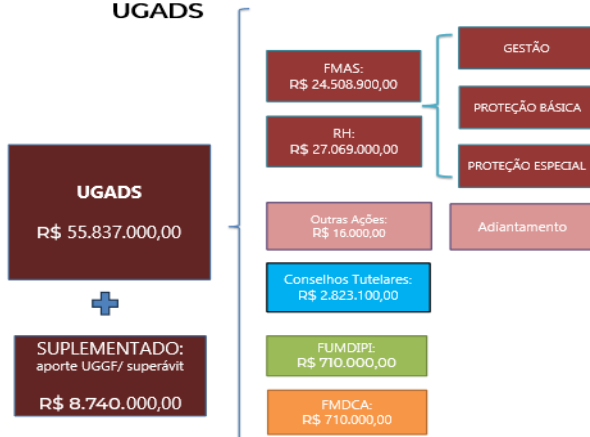 UGADS
UGADS
R$ 55.837.000,00
SUPLEMENTADO:
aporte UGGF/ superávit
R$ 8.740.000,00
FMAS:
R$ 24.508.900,00
RH:
R$ 27.069.000,00
GESTÃO
PROTEÇÃO BÁSICA
PROTEÇÃO ESPECIAL
Outras Ações:
R$ 16.000,00
Adiantamento
Conselhos Tutelares:
R$ 2.823.100,00
FUMDIPI:
R$ 710.000,00
FMDCA:
R$ 710.000,00